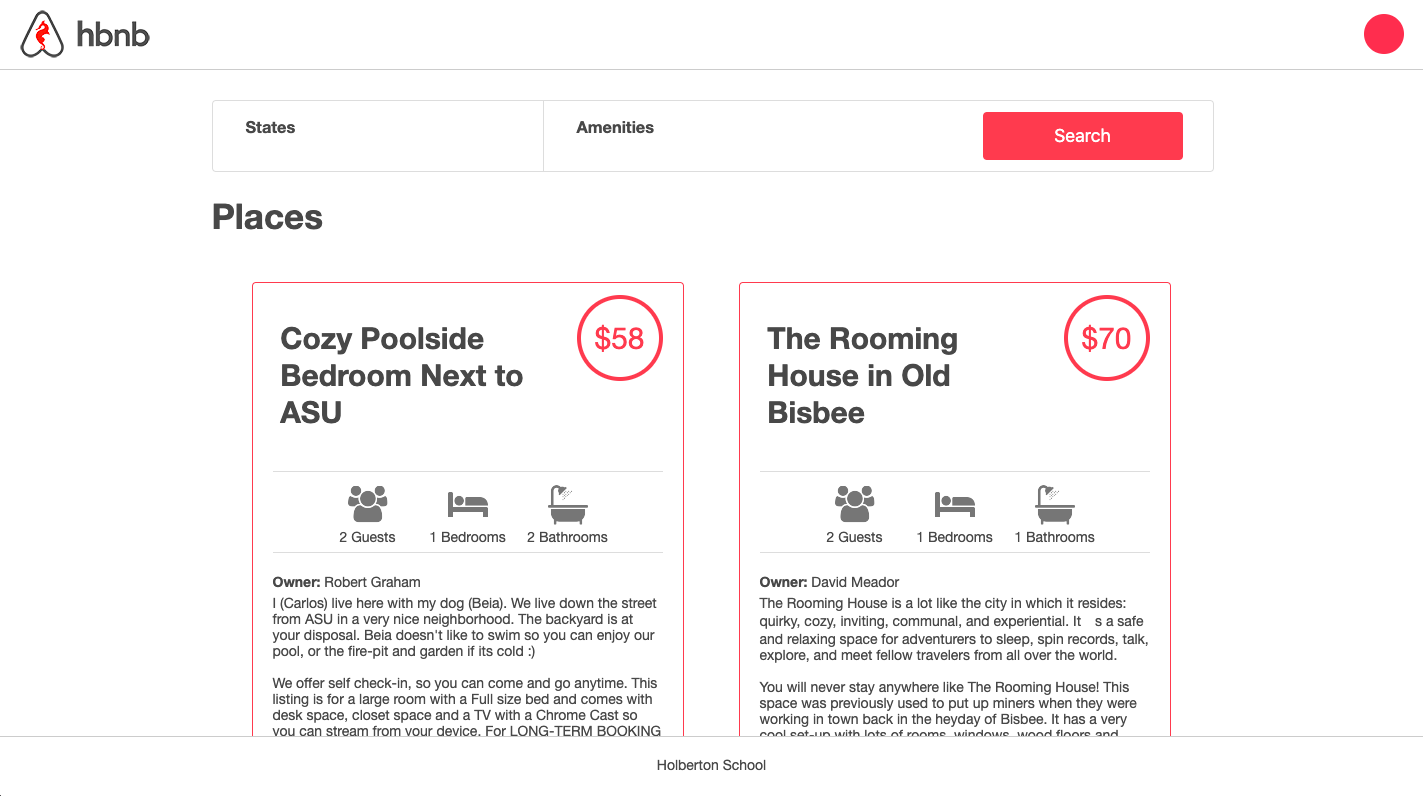 hbnb
States
Amenities
Search
Places
Cozy Poolside
Bedroom Next to
ASU
$58
2 Guests
1 Bedrooms
2 Bathrooms
Owner: Robert Graham
I (Carlos) live here with my dog (Beia). We live down the street
from ASU in a very nice neighborhood. The backyard is at
your disposal. Beia doesn't like to swim so you can enjoy our
pool, or the fire-pit and garden if its cold :)
We offer self check-in, so you can come and go anytime. This
listing is for a large room with a Full size bed and comes with
desk space, closet space and a TV with a Chrome Cast so
you can stream from your device. For LONG-TERM BOOKING
The Rooming
House in Old
Bisbee
$70
2 Guests
1 Bedrooms
1 Bathrooms
Owner: David Meador
The Rooming House is a lot like the city in which it resides:
quirky, cozy, inviting, communal, and experiential. It s a safe
and relaxing space for adventurers to sleep, spin records, talk,
explore, and meet fellow travelers from all over the world.
You will never stay anywhere like The Rooming House! This
space was previously used to put up miners when they were
working in town back in the heyday of Bisbee. It has a very
cool set-up with lots of rooms, windows, wood floors and
Holberton School